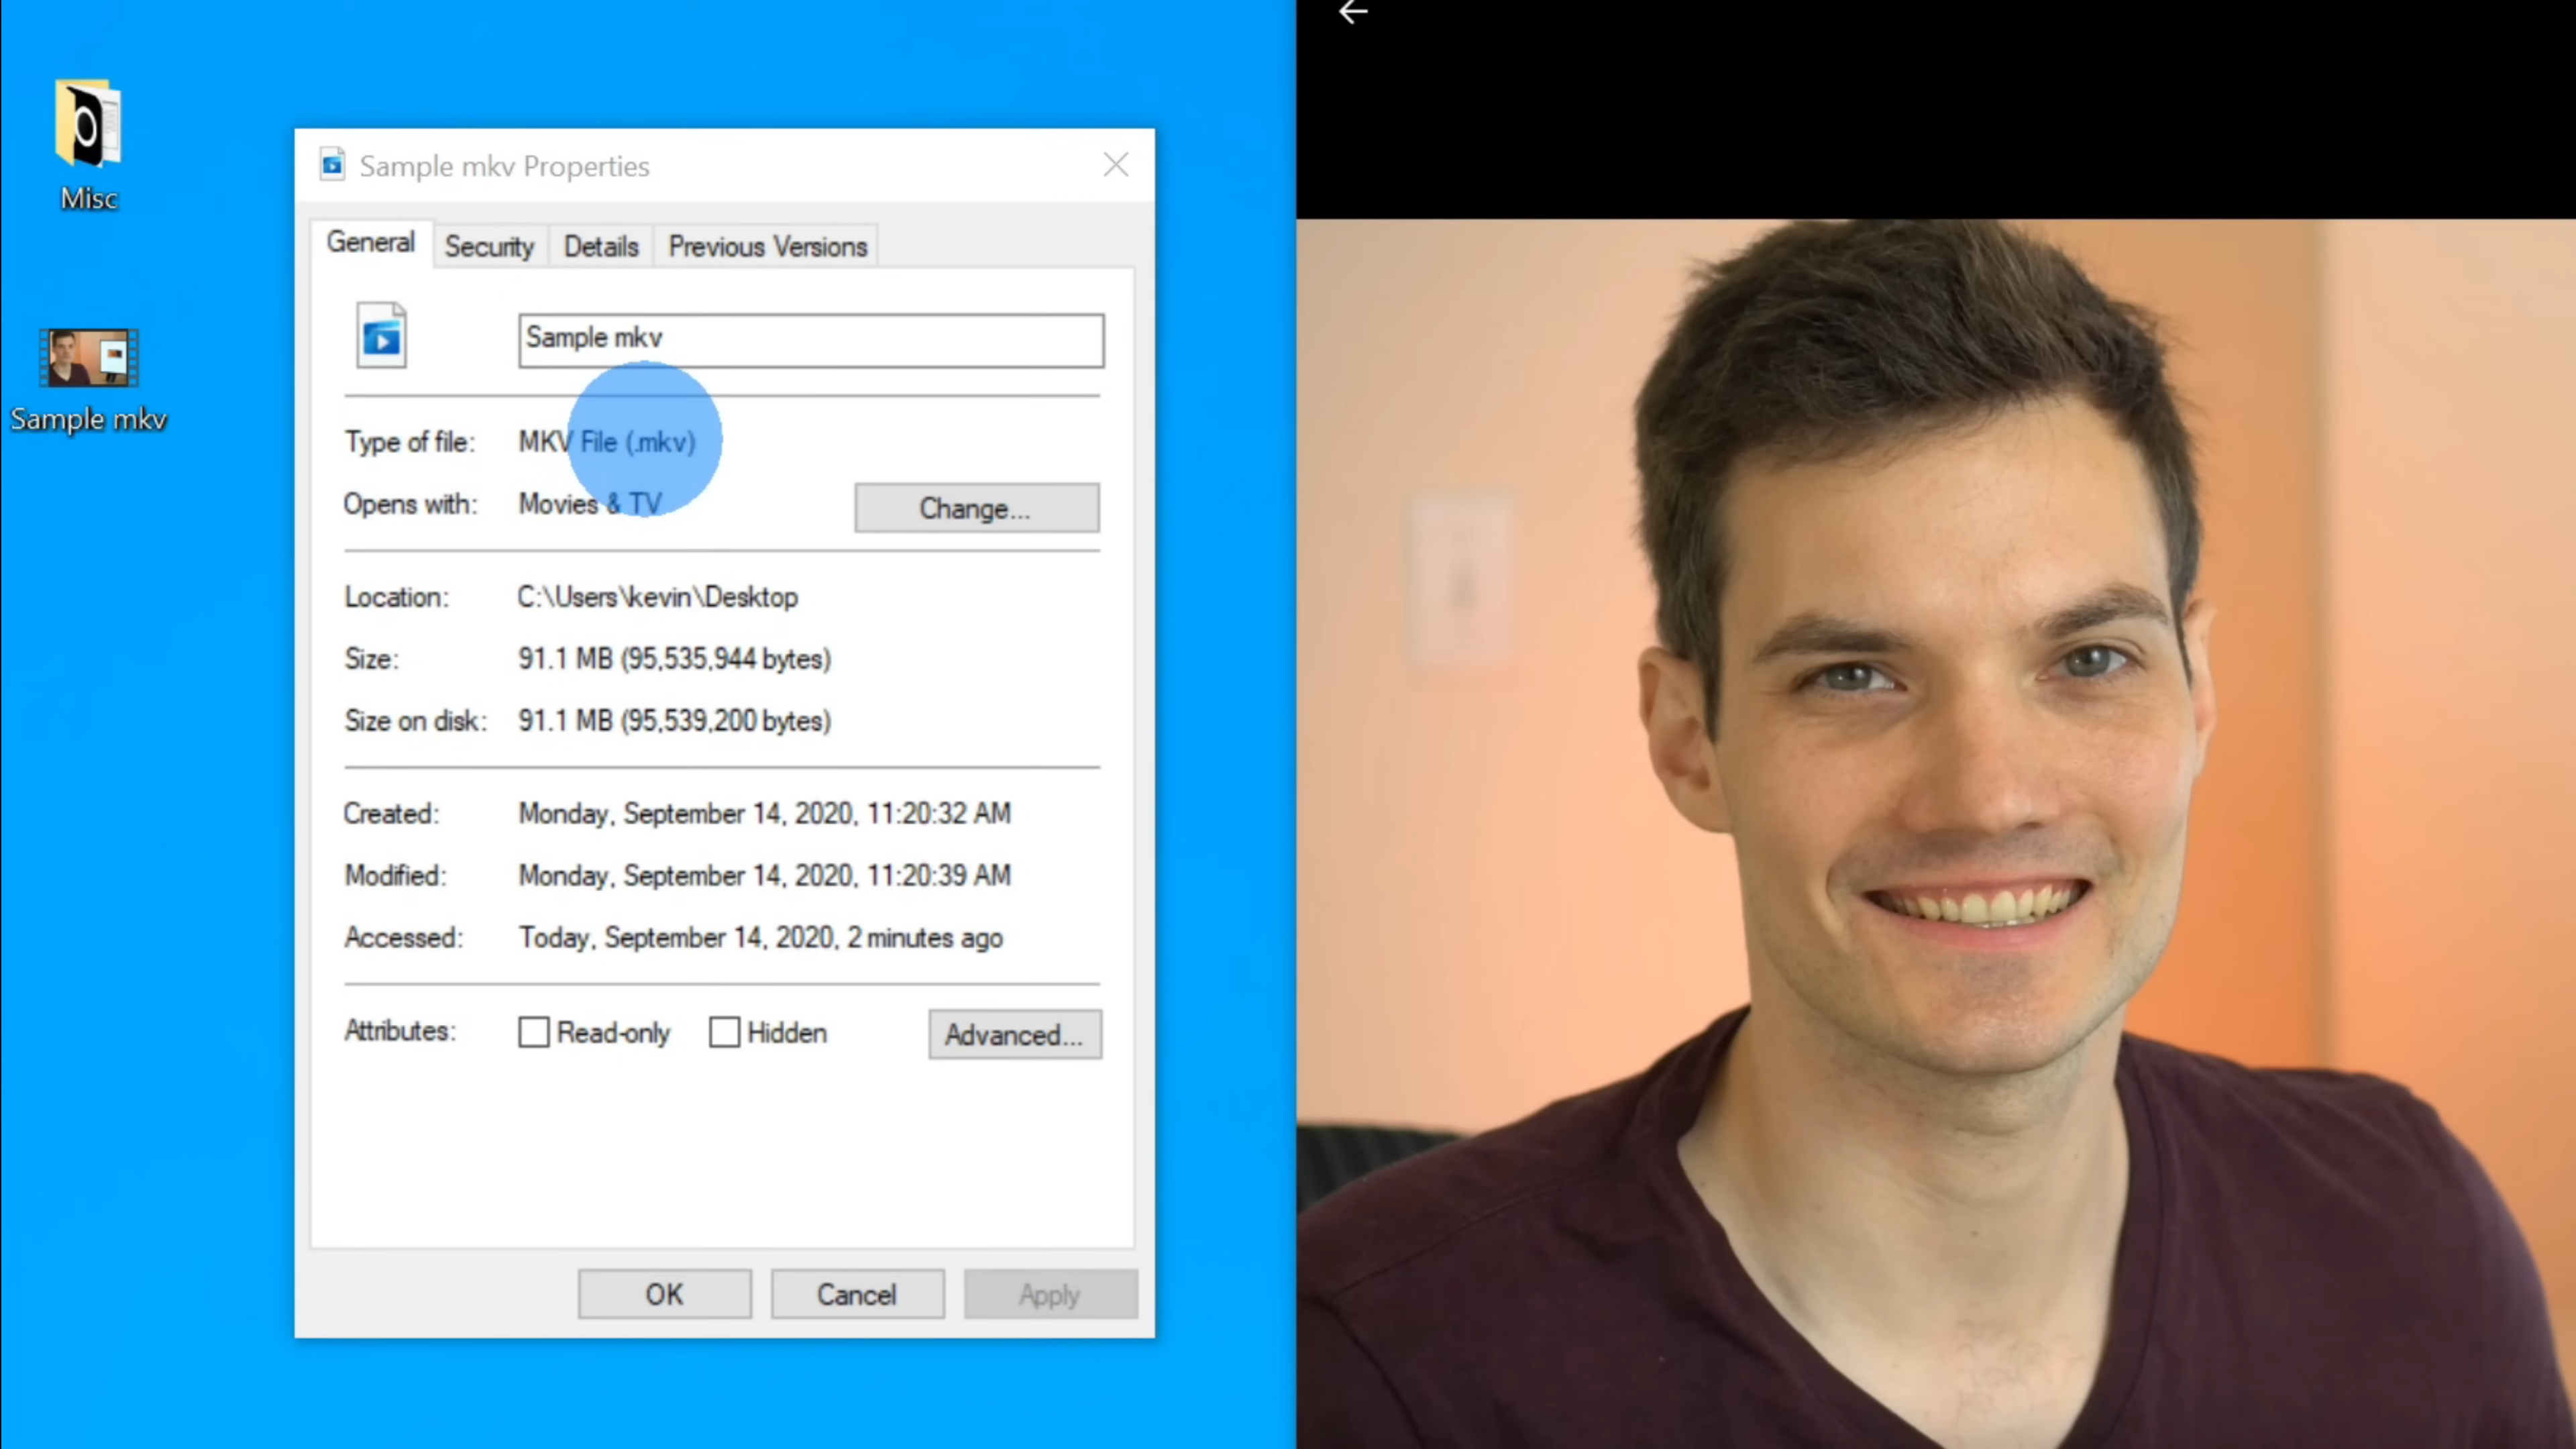 Misc
Sample mkv
Sample mkv Properties
General Security Details Previous Versions
Sample mkv
Type of file: MKV File (.mkv)
Opens with: Movies & TV Change...
Location: C:\Users\kevin\Desktop
Size: 91.1 MB (95,535,944 bytes)
Size on disk: 91.1 MB (95,539,200 bytes)
Created: Monday, September 14, 2020, 11:20:32 AM
Modified: Monday, September 14, 2020, 11:20:39 AM
Accessed: Today, September 14, 2020, 2 minutes ago
Attributes: Read-only Hidden Advanced...
OK Cancel Apply